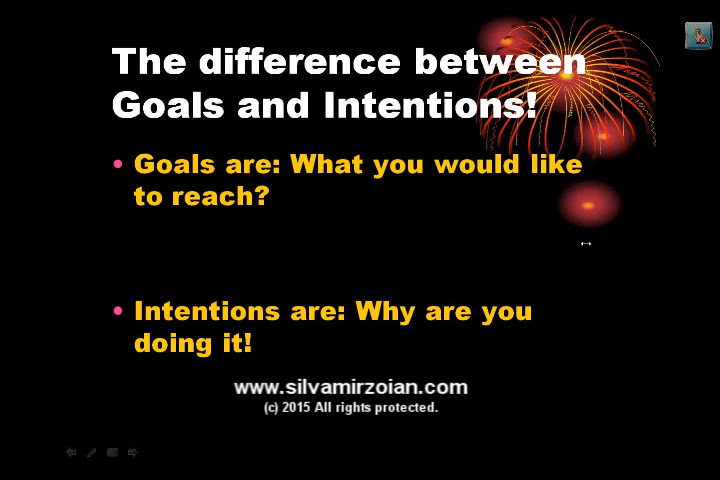 The difference between
Goals and Intentions!
• Goals are: What you would like
to reach?
• Intentions are: Why are you
doing it!
www.silvamirzoian.com
(c) 2015 All rights protected.